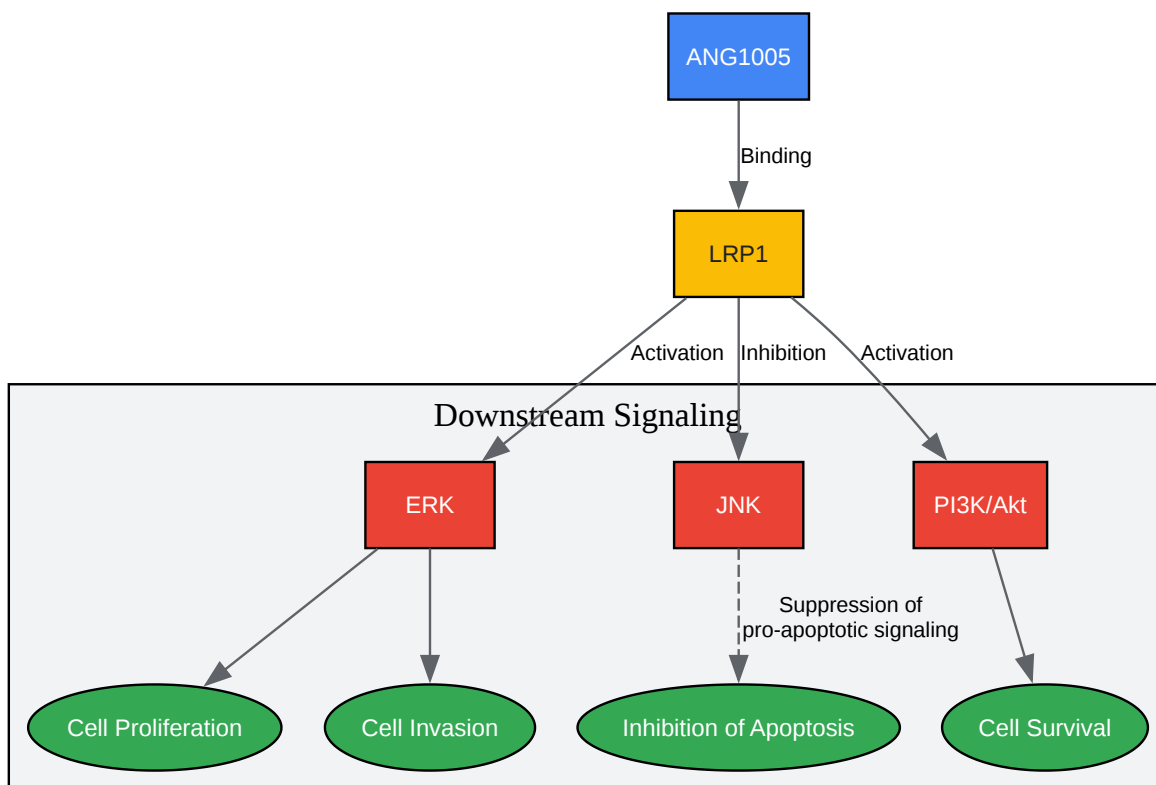 ANG1005
Binding
LRP1
Activation
Inhibition
Activation
Downstream Signaling
ERK
JNK
PI3K/Akt
Suppression of
pro-apoptotic signaling
Cell Proliferation
Cell Invasion
Inhibition of Apoptosis
Cell Survival